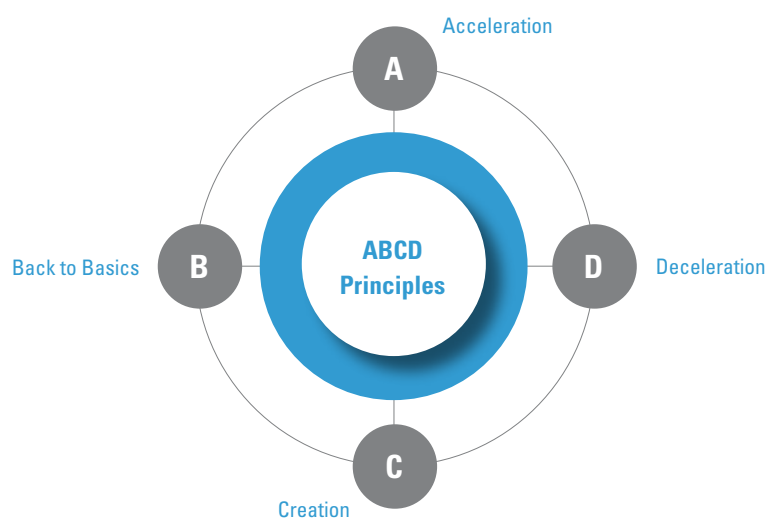 Acceleration
A
Back to Basics
B
ABCD
Principles
D
Deceleration
C
Creation